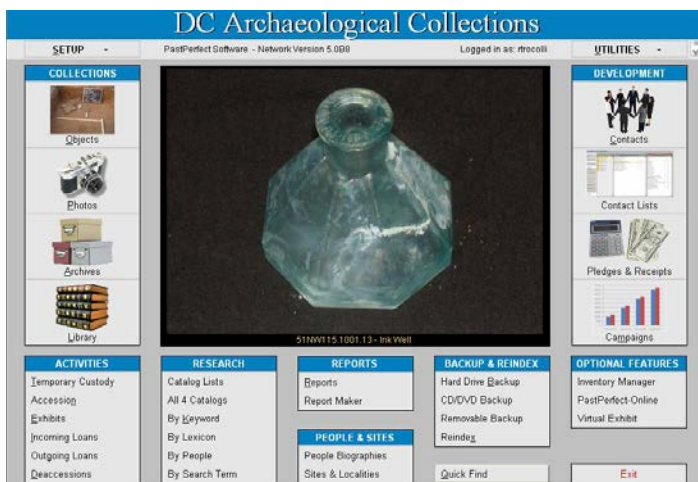 DC Archaeological Collections
SETUP -
PastPerfect Software - Network Version 5.0B8
Logged in as: rtrocolli
UTILITIES -
COLLECTIONS
Objects
Photos
Archives
Library
51NW115.1001.13 - Ink Well
DEVELOPMENT
Contacts
Contact Lists
Pledges & Receipts
Campaigns
ACTIVITIES
Temporary Custody
Accession
Exhibits
Incoming Loans
Outgoing Loans
Deaccessions
RESEARCH
Catalog Lists
All 4 Catalogs
By Keyword
By Lexicon
By People
By Search Term
REPORTS
Reports
Report Maker
PEOPLE & SITES
People Biographies
Sites & Localities
BACKUP & REINDEX
Hard Drive Backup
CD/DVD Backup
Removable Backup
Reindex
Quick Find
OPTIONAL FEATURES
Inventory Manager
PastPerfect-Online
Virtual Exhibit
Exit